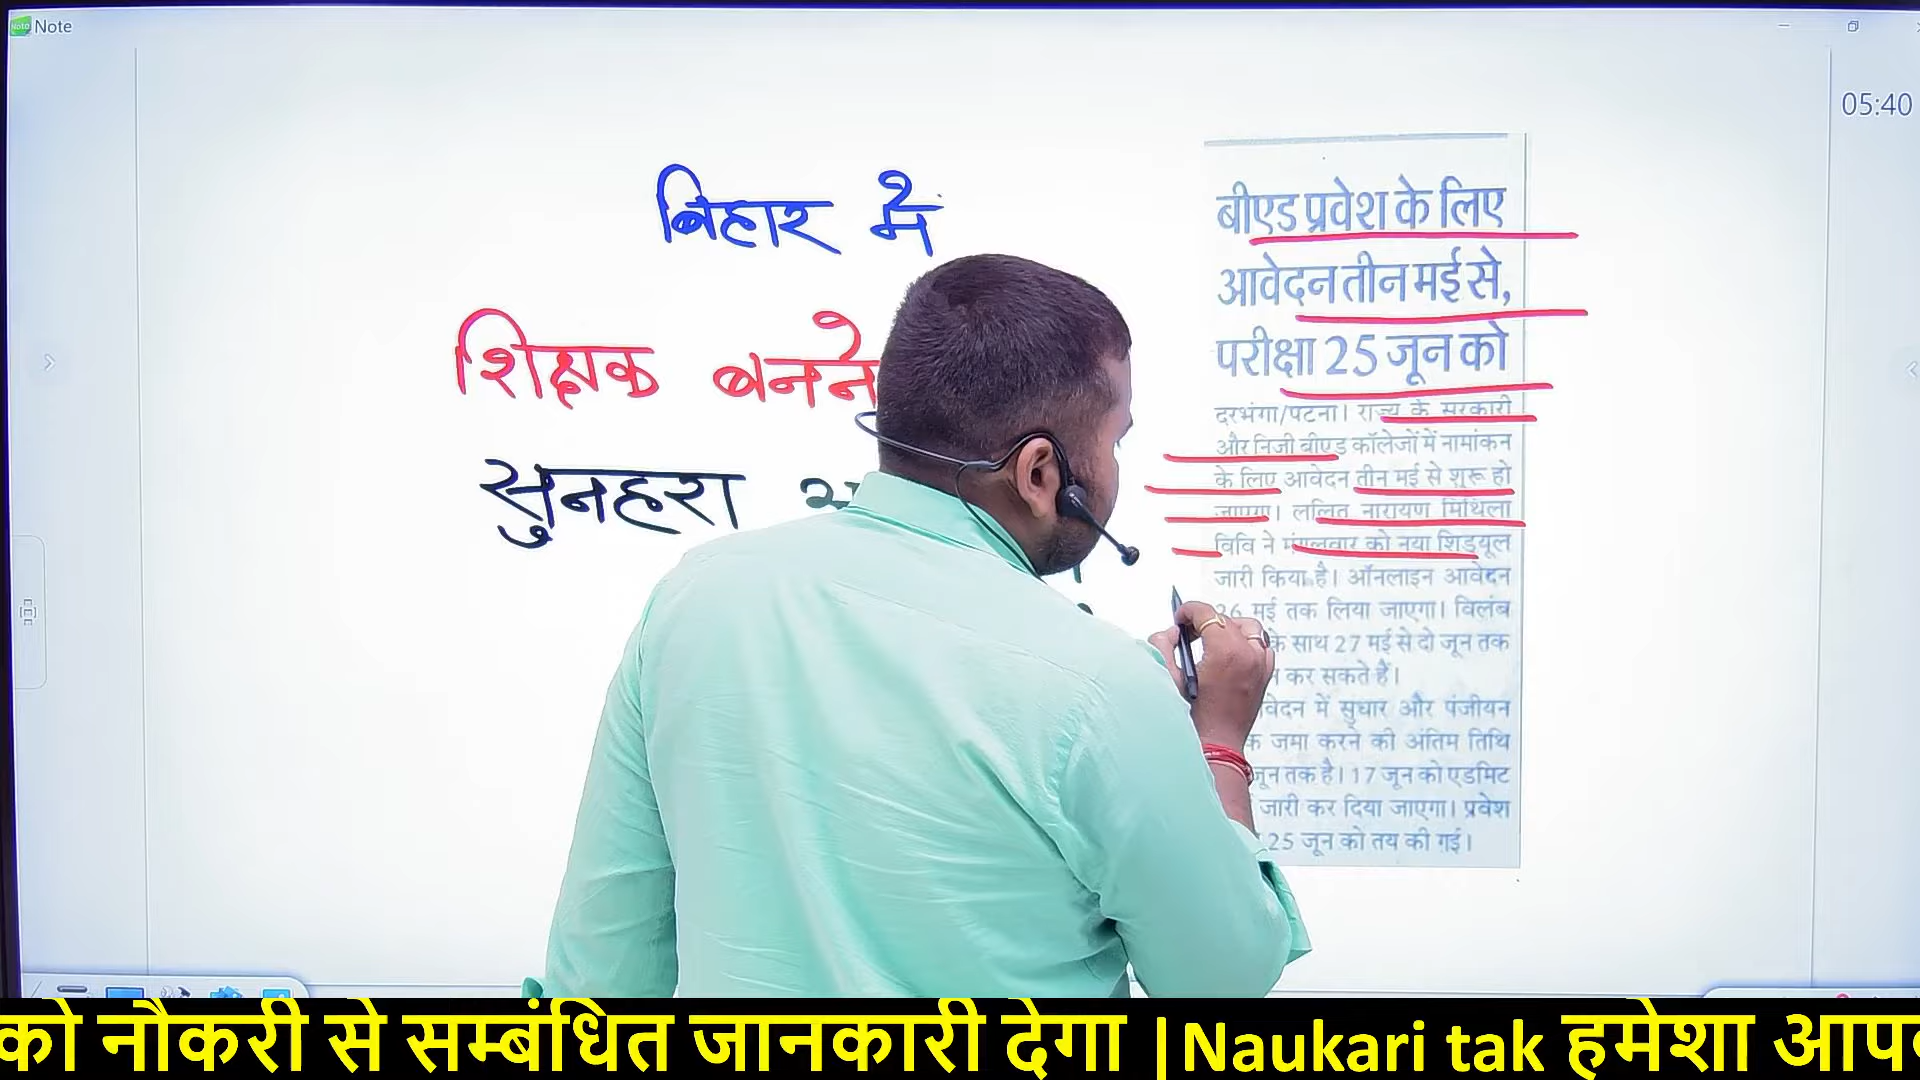 Note
05:40
बिहार में
शिक्षक बनने
सुनहरा
बीएड प्रवेश के लिए
आवेदन तीन मई से,
परीक्षा 25 जून को
दरभंगा/पटना। राज्य के सरकारी
और निजी बीएड कॉलेजों में नामांकन
के लिए आवेदन तीन मई से शुरू हो
जाएगा। ललित नारायण मिथिला
विवि ने मंगलवार को नया शिड्यूल
जारी किया है। ऑनलाइन आवेदन
26 मई तक लिया जाएगा। विलंब
के साथ 27 मई से दो जून तक
कर सकते हैं।
में सुधार और पंजीयन
जमा करने की अंतिम तिथि
जून तक है। 17 जून को एडमिट
जारी कर दिया जाएगा। प्रवेश
25 जून को तय की गई।
को नौकरी से सम्बंधित जानकारी देगा |Naukari tak हमेशा